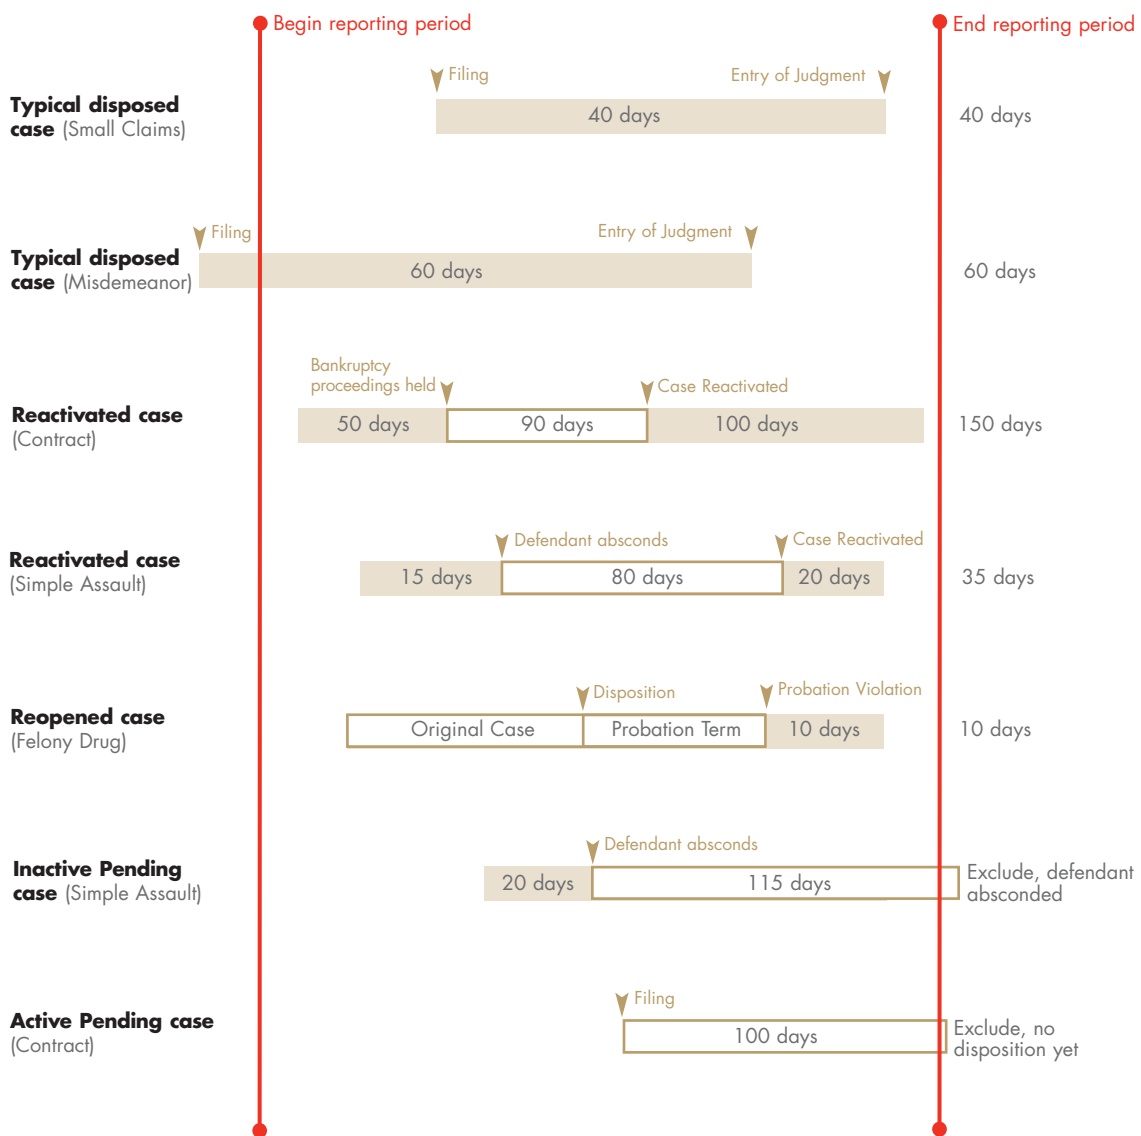 Begin reporting period
End reporting period
Filing
Entry of Judgment
Typical disposed
case (Small Claims)
40 days
40 days
Filing
Entry of Judgment
Typical disposed
case (Misdemeanor)
60 days
60 days
Bankruptcy
proceedings held
Case Reactivated
Reactivated case
(Contract)
50 days
90 days
100 days
150 days
Defendant absconds
Case Reactivated
Reactivated case
(Simple Assault)
15 days
80 days
20 days
35 days
Disposition
Probation Violation
Reopened case
(Felony Drug)
Original Case
Probation Term
10 days
10 days
Defendant absconds
Inactive Pending
case (Simple Assault)
20 days
115 days
Exclude, defendant
absconded
Filing
Active Pending case
(Contract)
100 days
Exclude, no
disposition yet